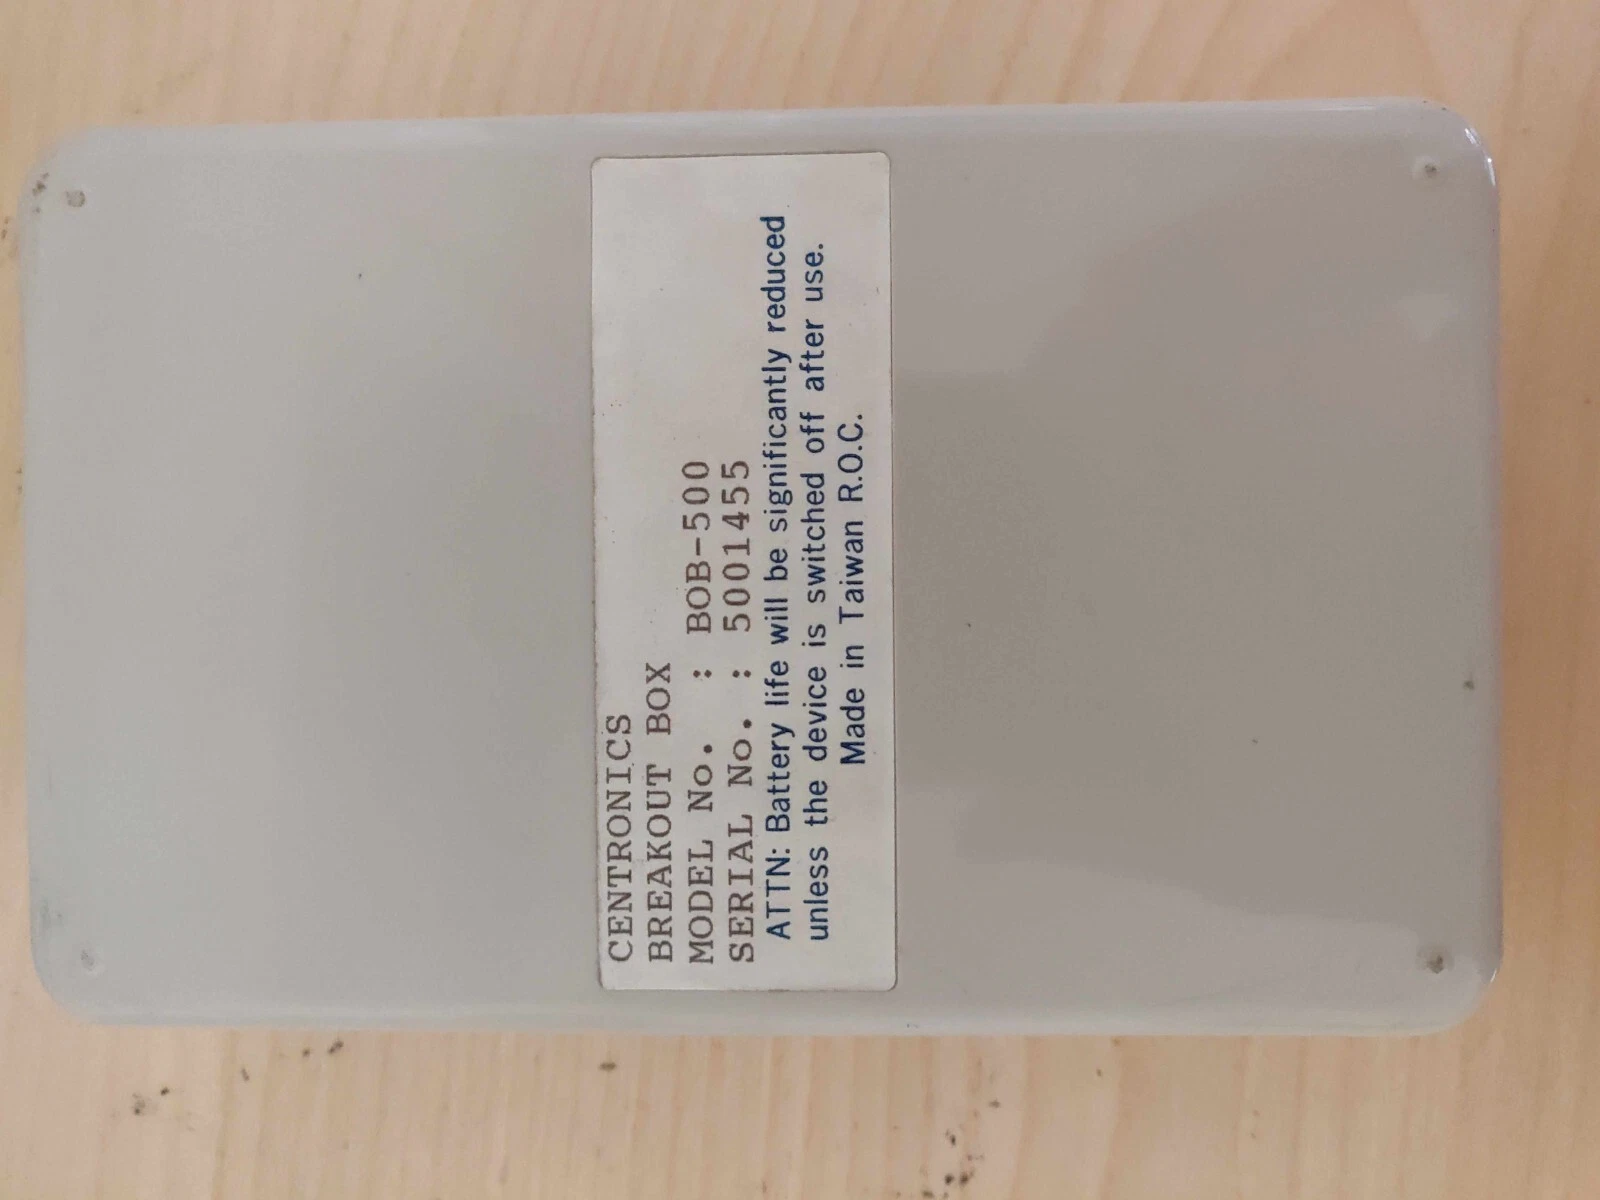 CENTRONICS
BREAKOUT BOX
MODEL No. : BOB-500
SERIAL No. : 5001455
ATTN: Battery life will be significantly reduced
unless the device is switched off after use.
Made in Taiwan R.O.C.